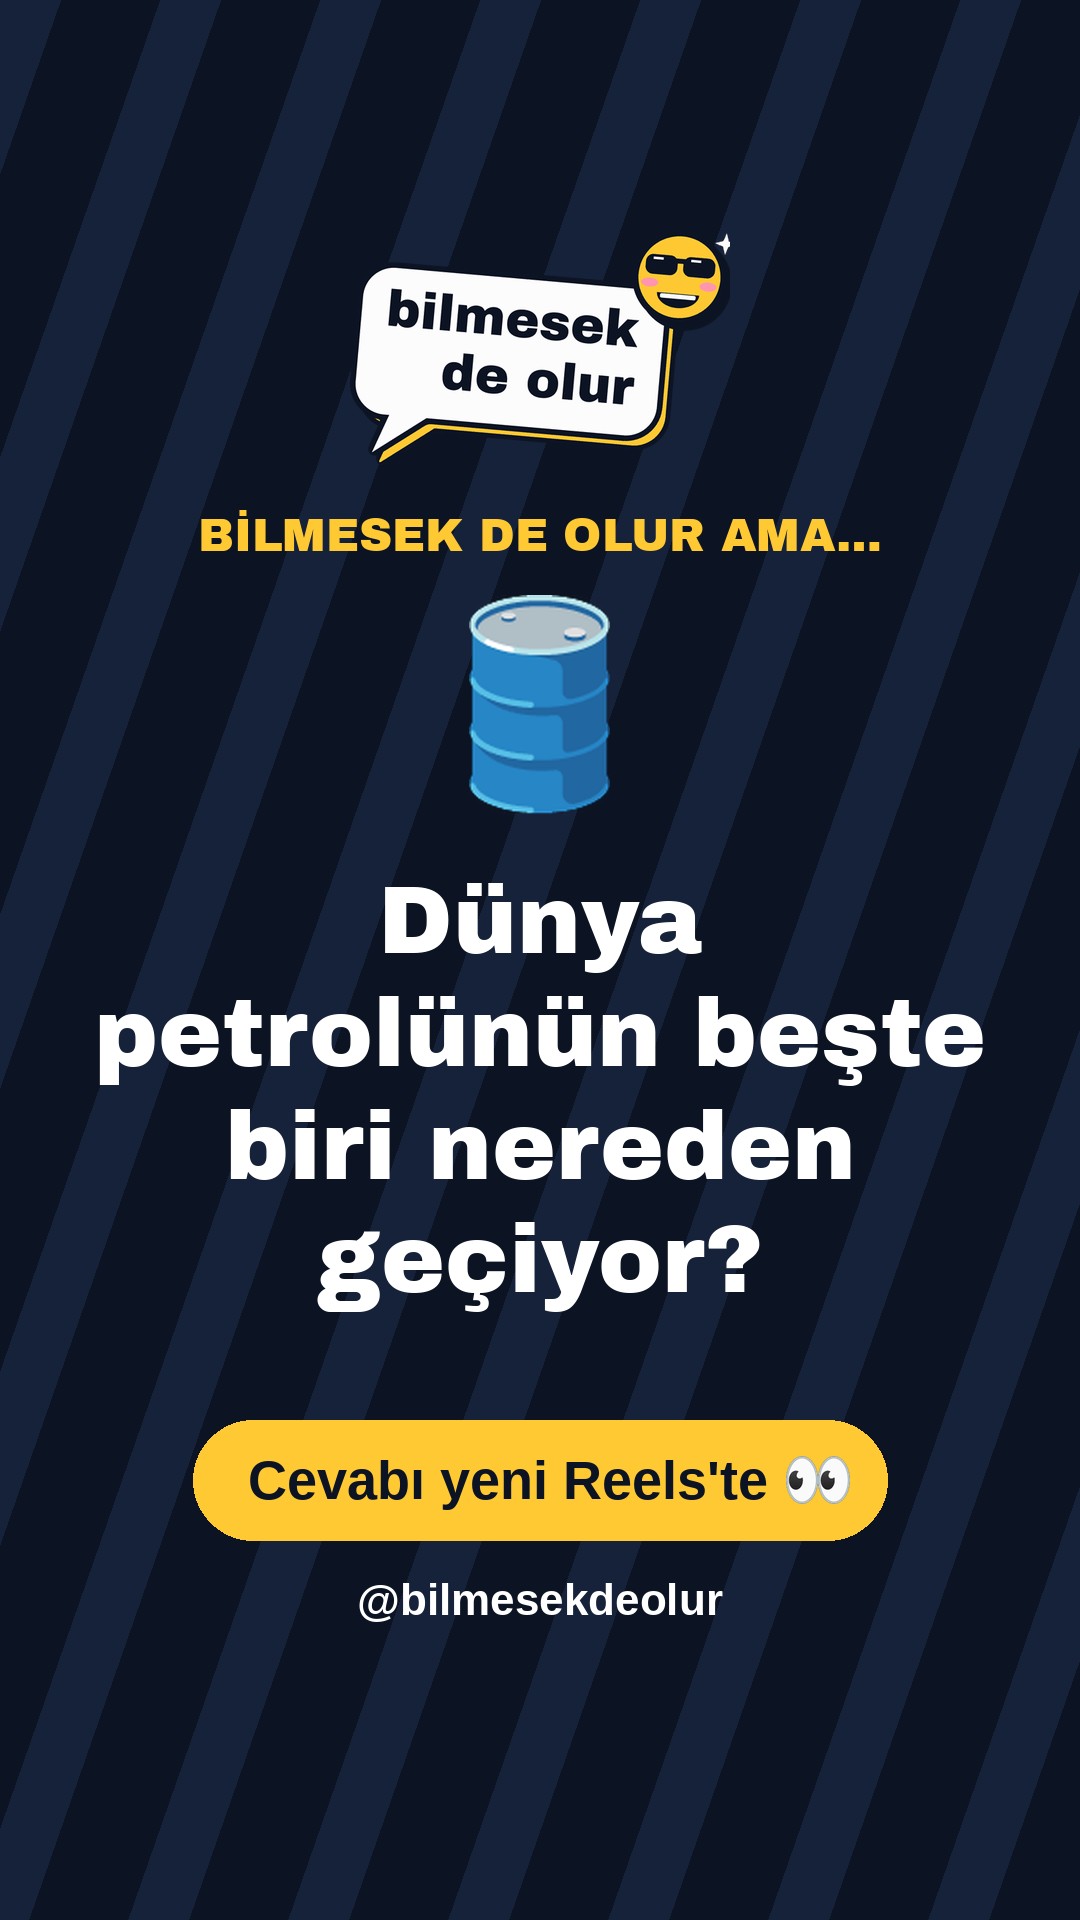 bilmesek
de olur
BİLMESEK DE OLUR AMA...
Dünya
petrolünün beşte
biri nereden
geçiyor?
Cevabı yeni Reels'te 👀
@bilmesekdeolur